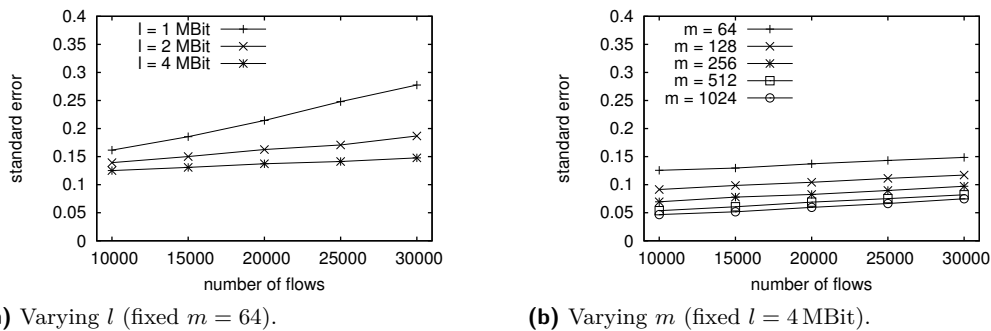 0.4
0.35
0.3
0.25
0.2
0.15
0.1
0.05
0
standard error
l = 1 MBit
l = 2 MBit
l = 4 MBit
10000 15000 20000 25000 30000
number of flows
) Varying l (fixed m = 64).
0.4
0.35
0.3
0.25
0.2
0.15
0.1
0.05
0
standard error
m = 64
m = 128
m = 256
m = 512
m = 1024
10000 15000 20000 25000 30000
number of flows
(b) Varying m (fixed l = 4 MBit).